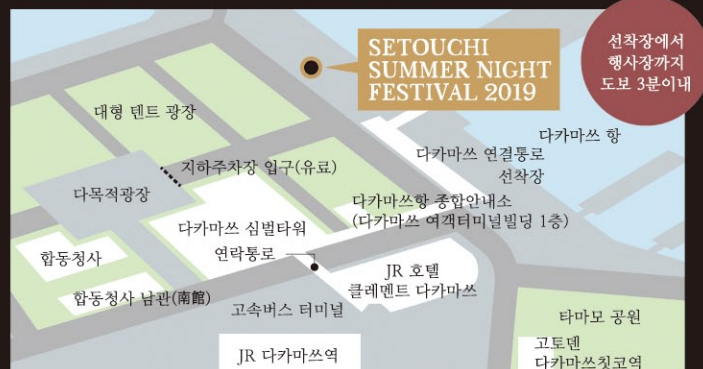 SETOUCHI
SUMMER NIGHT
FESTIVAL 2019
선착장에서
행사장까지
도보 3분이내
대형 텐트 광장
다카마쓰 항
다카마쓰 연결통로
선착장
지하주차장 입구(유료)
다목적광장
다카마쓰항 종합안내소
(다카마쓰 여객터미널빌딩 1층)
다카마쓰 심벌타워
연락통로
합동청사
JR 호텔
클레멘트 다카마쓰
합동청사 남관(南館)
고속버스 터미널
타마모 공원
JR 다카마쓰역
고토덴
다카마쓰칫코역